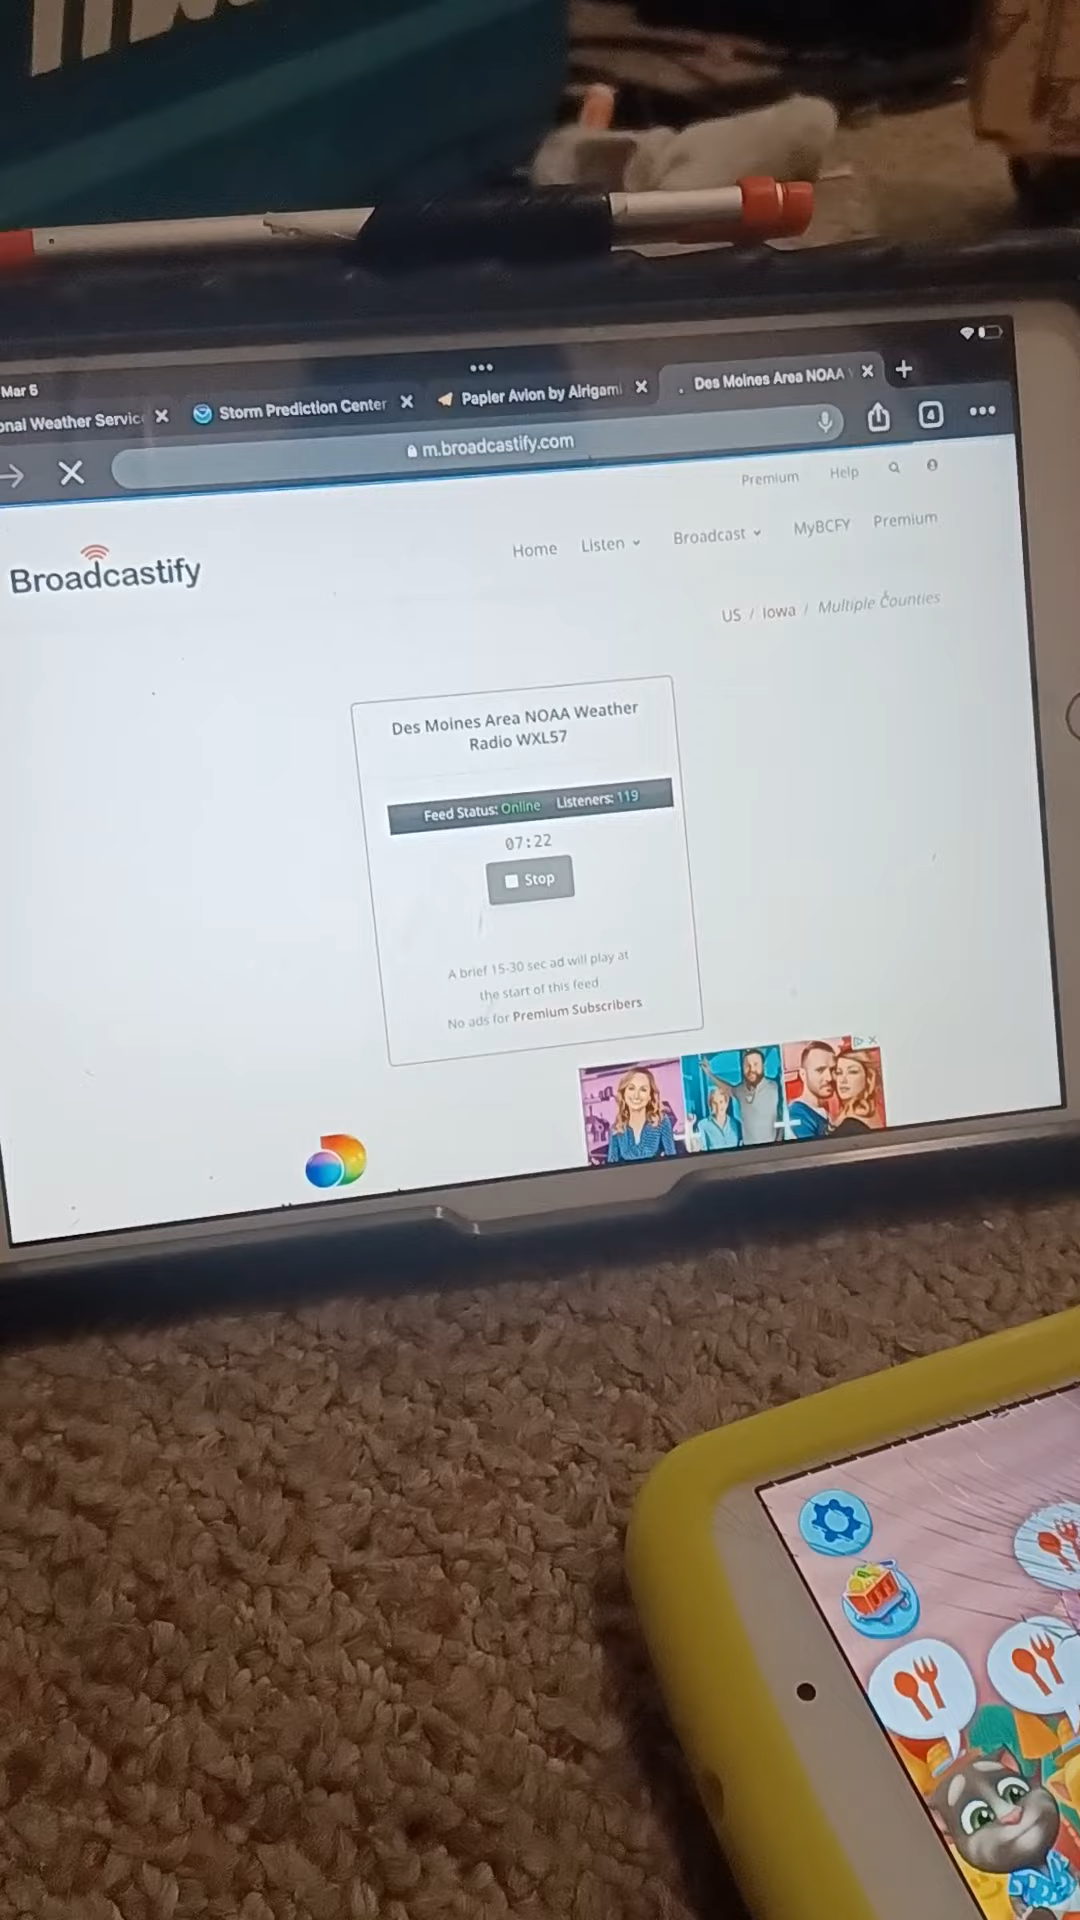 Mar 5
onal Weather Servic
Storm Prediction Center
Papier Avion by Airigami
Des Moines Area NOAA
m.broadcastify.com
4
Premium Help
Broadcastify
Home Listen Broadcast MyBCFY Premium
US / Iowa / Multiple Counties
Des Moines Area NOAA Weather
Radio WXL57
Feed Status: Online Listeners: 119
07:22
Stop
A brief 15-30 sec ad will play at
the start of this feed
No ads for Premium Subscribers